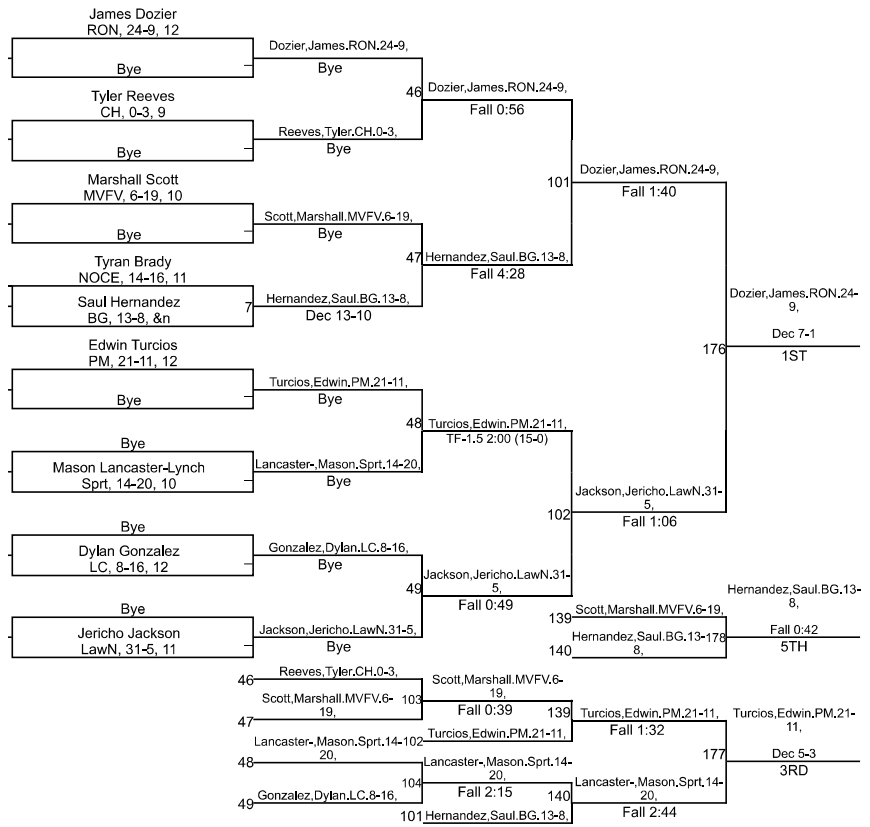 James Dozier
RON, 24-9, 12
Bye
Dozier,James.RON.24-9,
Bye
Tyler Reeves
CH, 0-3, 9
Bye
Reeves,Tyler.CH.0-3,
Bye
46
Dozier,James.RON.24-9,
Fall 0:56
Marshall Scott
MVFV, 6-19, 10
Bye
Scott,Marshall.MVFV.6-19,
Bye
Tyran Brady
NOCE, 14-16, 11
Saul Hernandez
BG, 13-8, &n
7
Hernandez,Saul.BG.13-8,
Dec 13-10
47
Hernandez,Saul.BG.13-8,
Fall 4:28
101
Dozier,James.RON.24-9,
Fall 1:40
Edwin Turcios
PM, 21-11, 12
Bye
Turcios,Edwin.PM.21-11,
Bye
Bye
Mason Lancaster-Lynch
Sprt, 14-20, 10
Lancaster-,Mason.Sprt.14-20,
Bye
48
Turcios,Edwin.PM.21-11,
TF-1.5 2:00 (15-0)
Bye
Dylan Gonzalez
LC, 8-16, 12
Gonzalez,Dylan.LC.8-16,
Bye
Bye
Jericho Jackson
LawN, 31-5, 11
Jackson,Jericho.LawN.31-5,
Bye
49
Jackson,Jericho.LawN.31-
5,
Fall 0:49
102
Jackson,Jericho.LawN.31-
5,
Fall 1:06
176
Dozier,James.RON.24-
9,
Dec 7-1
1ST
139
Scott,Marshall.MVFV.6-19,
140
Hernandez,Saul.BG.13-
8,
178
Hernandez,Saul.BG.13-
8,
Fall 0:42
5TH
46
Reeves,Tyler.CH.0-3,
47
Scott,Marshall.MVFV.6-
19,
103
Scott,Marshall.MVFV.6-
19,
Fall 0:39
102
Turcios,Edwin.PM.21-11,
139
Turcios,Edwin.PM.21-11,
Fall 1:32
48
Lancaster-,Mason.Sprt.14-
20,
49
Gonzalez,Dylan.LC.8-16,
104
Lancaster-,Mason.Sprt.14-
20,
Fall 2:15
101
Hernandez,Saul.BG.13-8,
140
Lancaster-,Mason.Sprt.14-
20,
Fall 2:44
177
Turcios,Edwin.PM.21-
11,
Dec 5-3
3RD